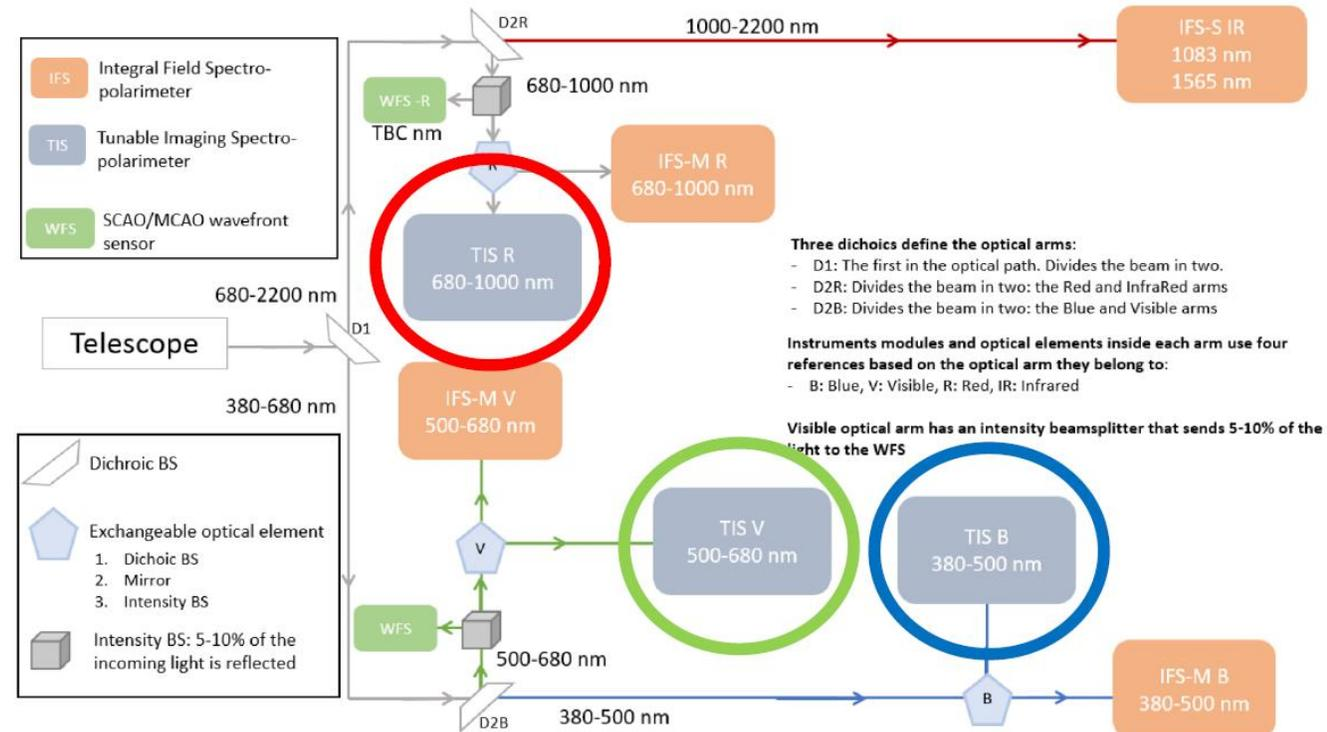 D2R
1000-2200 nm
IFS-S IR
1083 nm
1565 nm
IFS
Integral Field Spectro-
polarimeter
TIS
Tunable Imaging Spectro-
polarimeter
WFS
SCAO/MCAO wavefront
sensor
WFS -R
TBC nm
680-1000 nm
R
IFS-M R
680-1000 nm
TIS R
680-1000 nm
680-2200 nm
Telescope
D1
380-680 nm
Three dichoics define the optical arms:
- D1: The first in the optical path. Divides the beam in two.
- D2R: Divides the beam in two: the Red and InfraRed arms
- D2B: Divides the beam in two: the Blue and Visible arms
Instruments modules and optical elements inside each arm use four
references based on the optical arm they belong to:
- B: Blue, V: Visible, R: Red, IR: Infrared
Visible optical arm has an intensity beamsplitter that sends 5-10% of the
light to the WFS
IFS-M V
500-680 nm
Dichroic BS
Exchangeable optical element
1. Dichoic BS
2. Mirror
3. Intensity BS
Intensity BS: 5-10% of the
incoming light is reflected
V
TIS V
500-680 nm
TIS B
380-500 nm
WFS
500-680 nm
D2B
380-500 nm
B
IFS-M B
380-500 nm